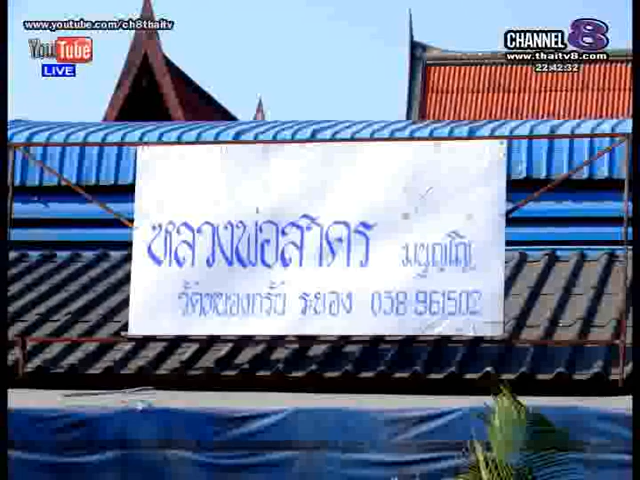 www.youtube.com/ch8thaitv
YouTube
LIVE
CHANNEL 8
www.thaitv8.com
22:42:32
หลวงพ่อสาคร มนุญโญ
วัดหนองกรับ ระยอง 038 961502